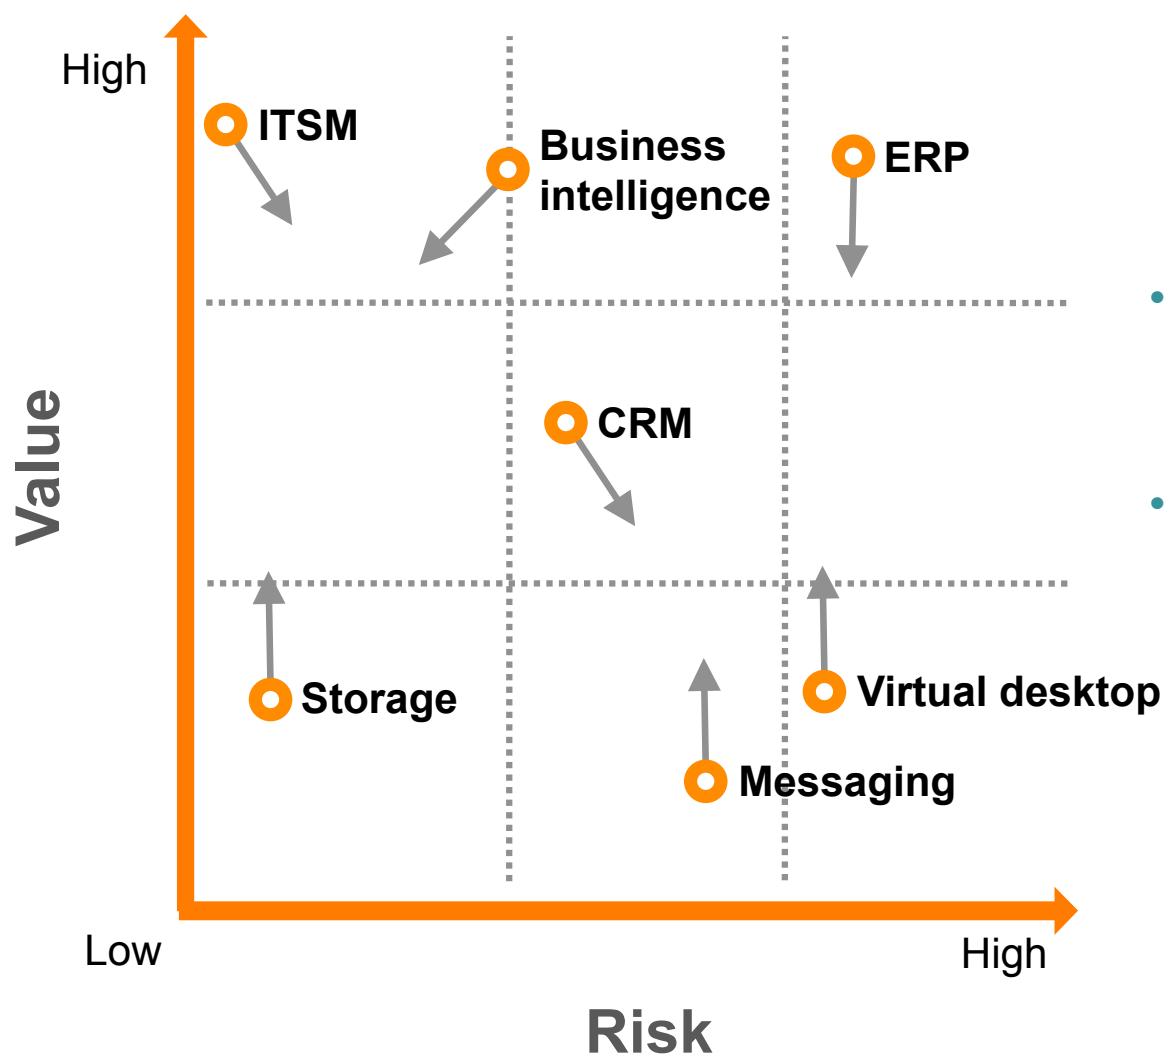 High
ITSM
Business
intelligence
ERP
Value
CRM
Storage
Virtual desktop
Messaging
Low
High
Risk